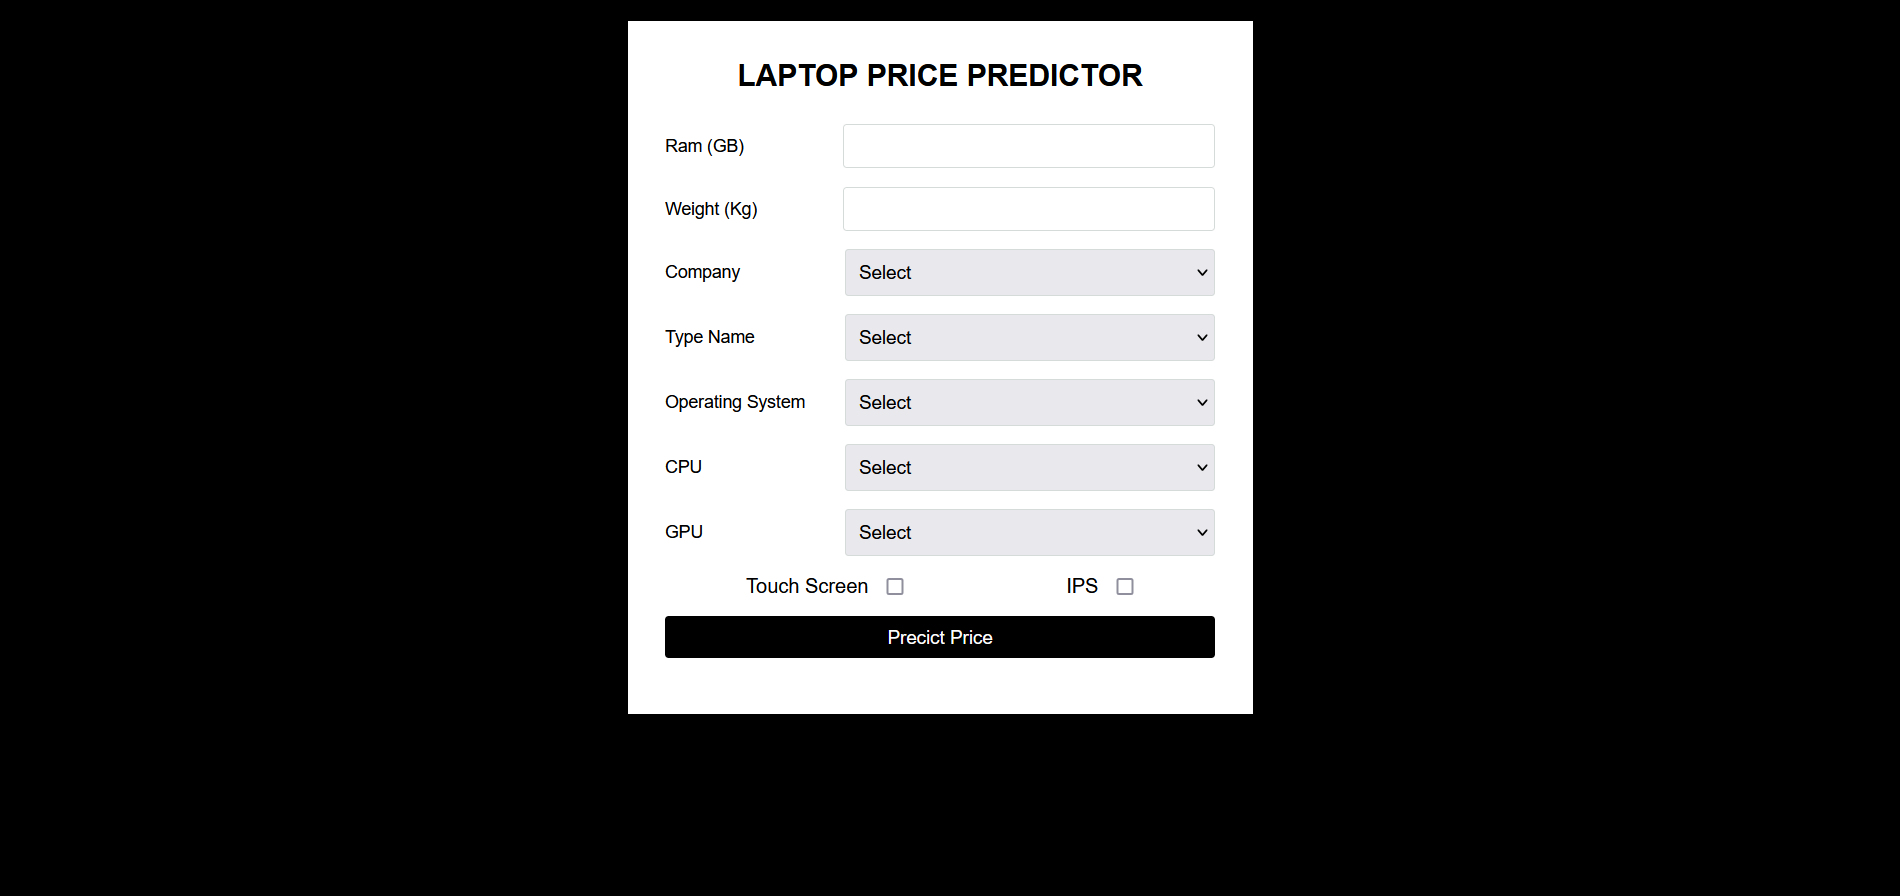 LAPTOP PRICE PREDICTOR
Ram (GB)
Weight (Kg)
Company Select
Type Name Select
Operating System Select
CPU Select
GPU Select
Touch Screen IPS
Precict Price